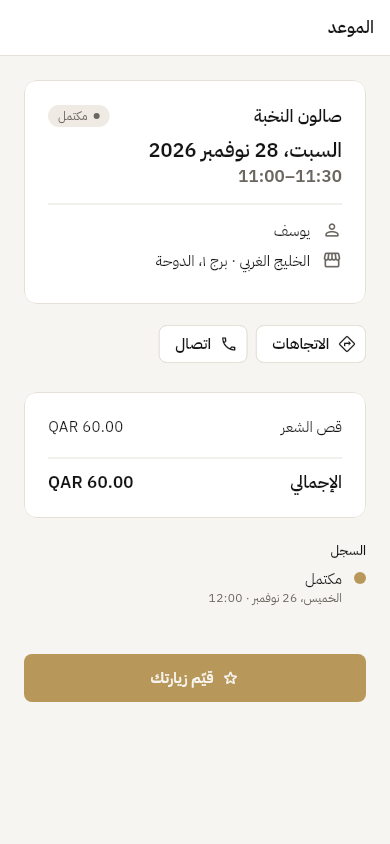 الموعد
صالون النخبة
مكتمل
السبت، 28 نوفمبر 2026
11:00–11:30
يوسف
الخليج الغربي · برج ١، الدوحة
الاتجاهات
اتصال
قص الشعر
QAR 60.00
الإجمالي
QAR 60.00
السجل
مكتمل
الخميس، 26 نوفمبر · 12:00
قيّم زيارتك